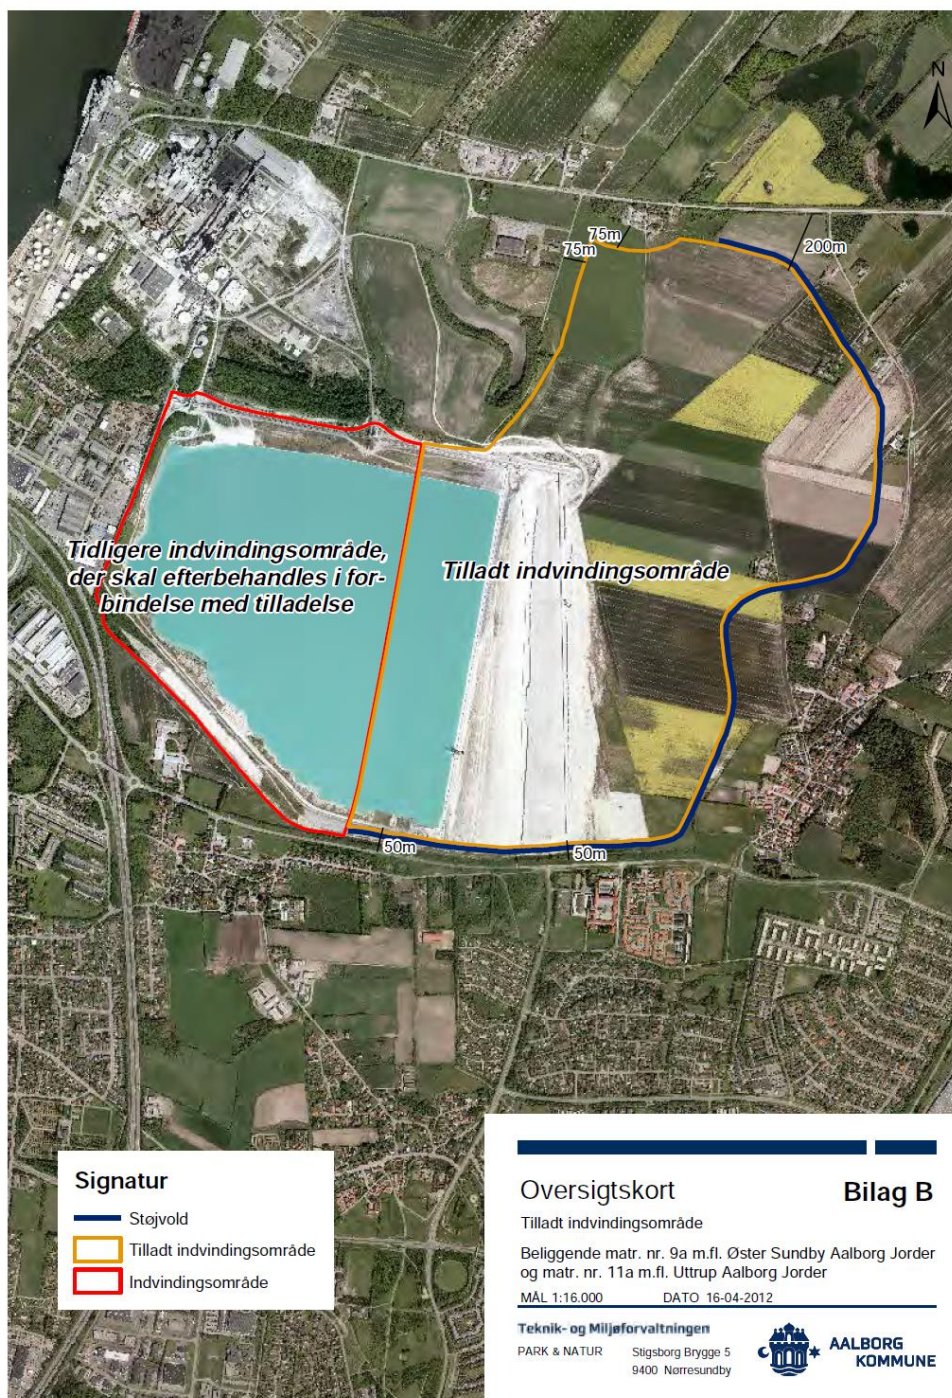 N
75m
75m
200m
Tidligere indvindingsområde,
der skal efterbehandles i for-
bindelse med tilladelse
Tilladt indvindingsområde
50m
50m
Signatur
Støjvold
Tilladt indvindingsområde
Indvindingsområde
Oversigtskort
Bilag B
Tilladt indvindingsområde
Beliggende matr. nr. 9a m.fl. Øster Sundby Aalborg Jorder
og matr. nr. 11a m.fl. Uttrup Aalborg Jorder
MÅL 1:16.000
DATO 16-04-2012
Teknik- og Miljøforvaltningen
PARK & NATUR
Stigsborg Brygge 5
9400 Nørresundby
AALBORG
KOMMUNE